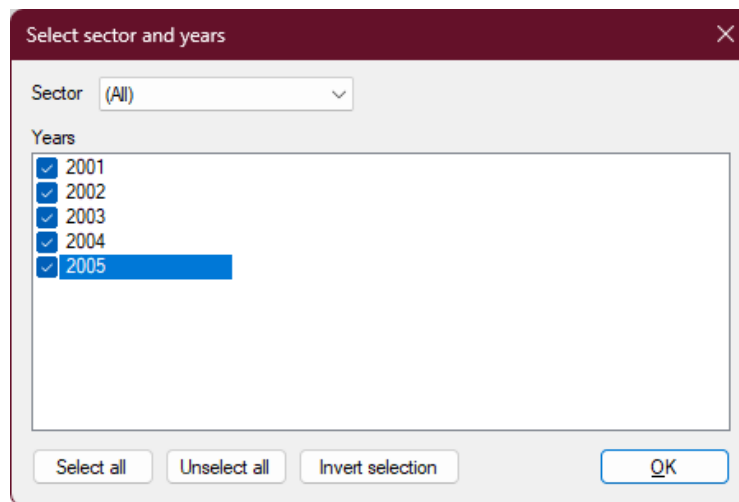 Select sector and years
Sector (All)
Years
2001
2002
2003
2004
2005
Select all Unselect all Invert selection OK